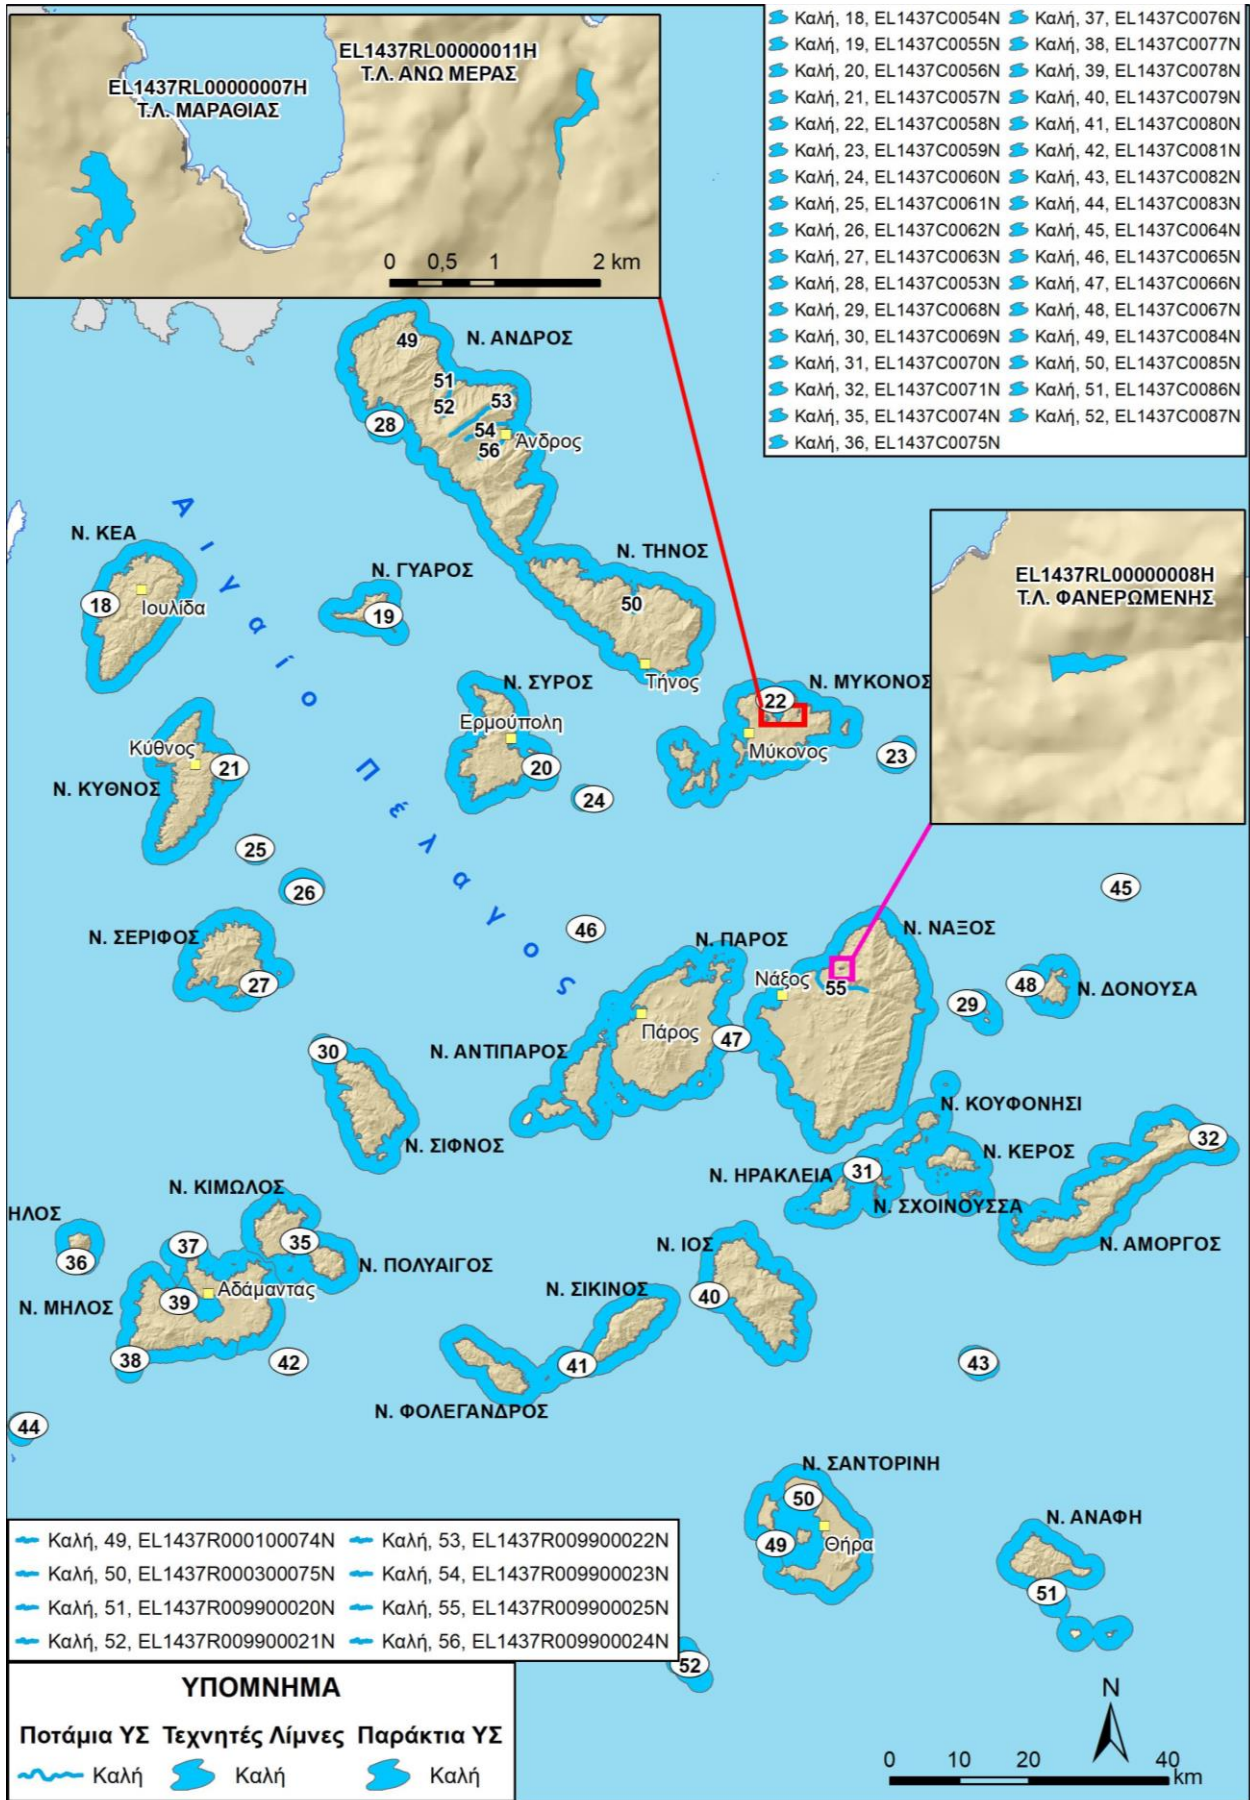 EL1437RL00000007H
Τ.Λ. ΜΑΡΑΘΙΑΣ
EL1437RL00000011H
Τ.Λ. ΑΝΩ ΜΕΡΑΣ
0 0,5 1 2 km
Καλή, 18, EL1437C0054N Καλή, 37, EL1437C0076N
Καλή, 19, EL1437C0055N Καλή, 38, EL1437C0077N
Καλή, 20, EL1437C0056N Καλή, 39, EL1437C0078N
Καλή, 21, EL1437C0057N Καλή, 40, EL1437C0079N
Καλή, 22, EL1437C0058N Καλή, 41, EL1437C0080N
Καλή, 23, EL1437C0059N Καλή, 42, EL1437C0081N
Καλή, 24, EL1437C0060N Καλή, 43, EL1437C0082N
Καλή, 25, EL1437C0061N Καλή, 44, EL1437C0083N
Καλή, 26, EL1437C0062N Καλή, 45, EL1437C0064N
Καλή, 27, EL1437C0063N Καλή, 46, EL1437C0065N
Καλή, 28, EL1437C0053N Καλή, 47, EL1437C0066N
Καλή, 29, EL1437C0068N Καλή, 48, EL1437C0067N
Καλή, 30, EL1437C0069N Καλή, 49, EL1437C0084N
Καλή, 31, EL1437C0070N Καλή, 50, EL1437C0085N
Καλή, 32, EL1437C0071N Καλή, 51, EL1437C0086N
Καλή, 35, EL1437C0074N Καλή, 52, EL1437C0087N
Καλή, 36, EL1437C0075N
49
Ν. ΑΝΔΡΟΣ
51
52
53
28
54
Άνδρος
56
Αιγαίο Πέλαγος
EL1437RL00000008H
Τ.Λ. ΦΑΝΕΡΩΜΕΝΗΣ
Ν. ΚΕΑ
18
Ιουλίδα
Ν. ΓΥΑΡΟΣ
19
Ν. ΤΗΝΟΣ
50
Τήνος
Ν. ΣΥΡΟΣ
Ερμούπολη
20
Ν. ΜΥΚΟΝΟΣ
22
Μύκονος
23
Κύθνος
21
Ν. ΚΥΘΝΟΣ
24
25
26
45
46
Ν. ΣΕΡΙΦΟΣ
27
Ν. ΠΑΡΟΣ
Ν. ΝΑΞΟΣ
Νάξος
55
48
Ν. ΔΟΝΟΥΣΑ
29
Πάρος
47
30
Ν. ΑΝΤΙΠΑΡΟΣ
Ν. ΣΙΦΝΟΣ
Ν. ΚΟΥΦΟΝΗΣΙ
32
Ν. ΚΕΡΟΣ
31
Ν. ΗΡΑΚΛΕΙΑ
Ν. ΣΧΟΙΝΟΥΣΣΑ
Ν. ΚΙΜΩΛΟΣ
ΗΛΟΣ
36
37
35
Ν. ΠΟΛΥΑΙΓΟΣ
Ν. ΙΟΣ
Ν. ΑΜΟΡΓΟΣ
Ν. ΜΗΛΟΣ
39
Αδάμαντας
Ν. ΣΙΚΙΝΟΣ
40
38
42
41
43
Ν. ΦΟΛΕΓΑΝΔΡΟΣ
44
Ν. ΣΑΝΤΟΡΙΝΗ
50
49
Θήρα
Ν. ΑΝΑΦΗ
51
52
Καλή, 49, EL1437R000100074N Καλή, 53, EL1437R009900022N
Καλή, 50, EL1437R000300075N Καλή, 54, EL1437R009900023N
Καλή, 51, EL1437R009900020N Καλή, 55, EL1437R009900025N
Καλή, 52, EL1437R009900021N Καλή, 56, EL1437R009900024N
ΥΠΟΜΝΗΜΑ
Ποτάμια ΥΣ Τεχνητές Λίμνες Παράκτια ΥΣ
Καλή Καλή Καλή
N
0 10 20 40
km